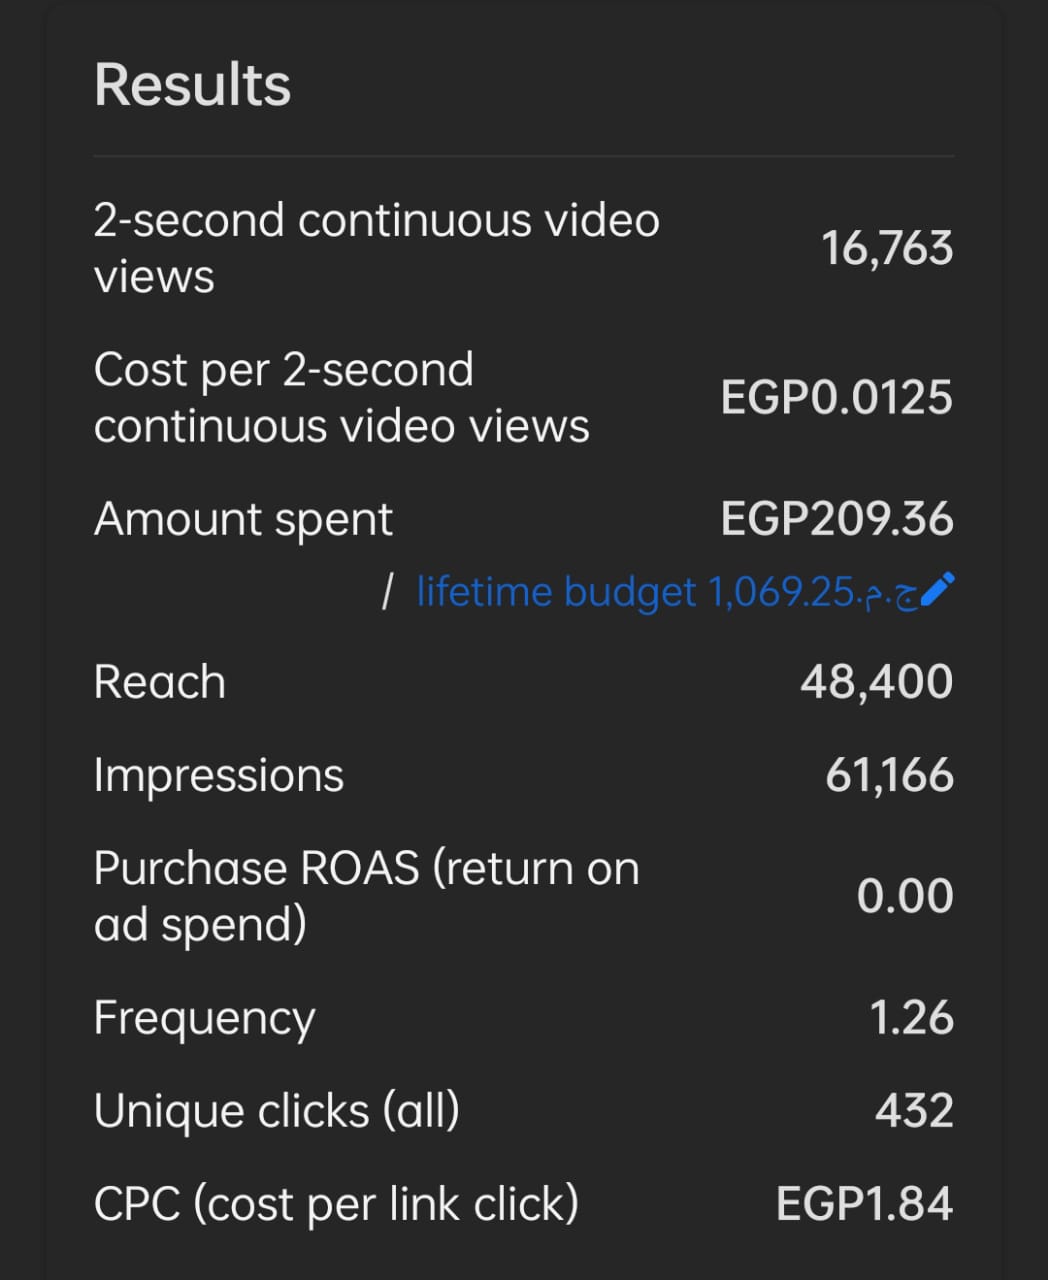 Results
2-second continuous video
views
16,763
Cost per 2-second
continuous video views
EGP0.0125
Amount spent
EGP209.36
/ lifetime budget 1,069.25.ج.م
Reach
48,400
Impressions
61,166
Purchase ROAS (return on
ad spend)
0.00
Frequency
1.26
Unique clicks (all)
432
CPC (cost per link click)
EGP1.84